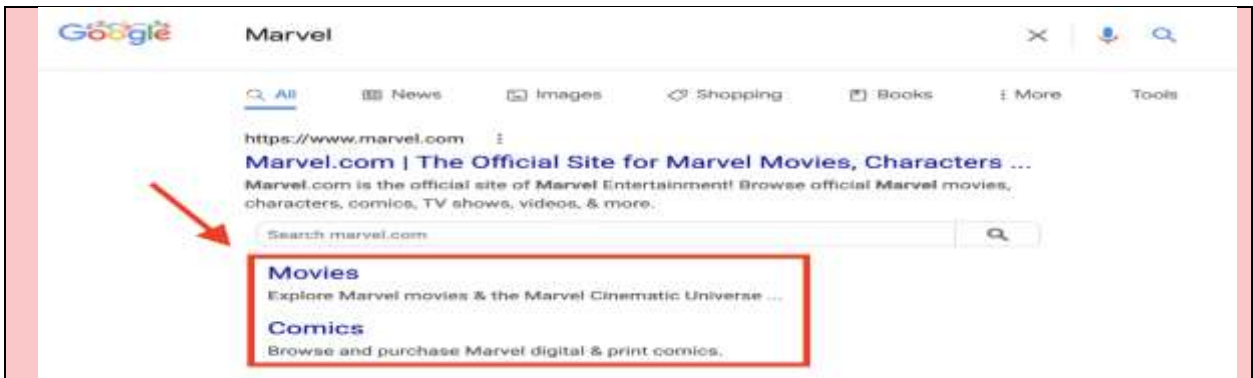 Google Marvel
All News Images Shopping Books More Tools
https://www.marvel.com
Marvel.com | The Official Site for Marvel Movies, Characters ...
Marvel.com is the official site of Marvel Entertainment! Browse official Marvel movies,
characters, comics, TV shows, videos, & more.
Search marvel.com
Movies
Explore Marvel movies & the Marvel Cinematic Universe ...
Comics
Browse and purchase Marvel digital & print comics.